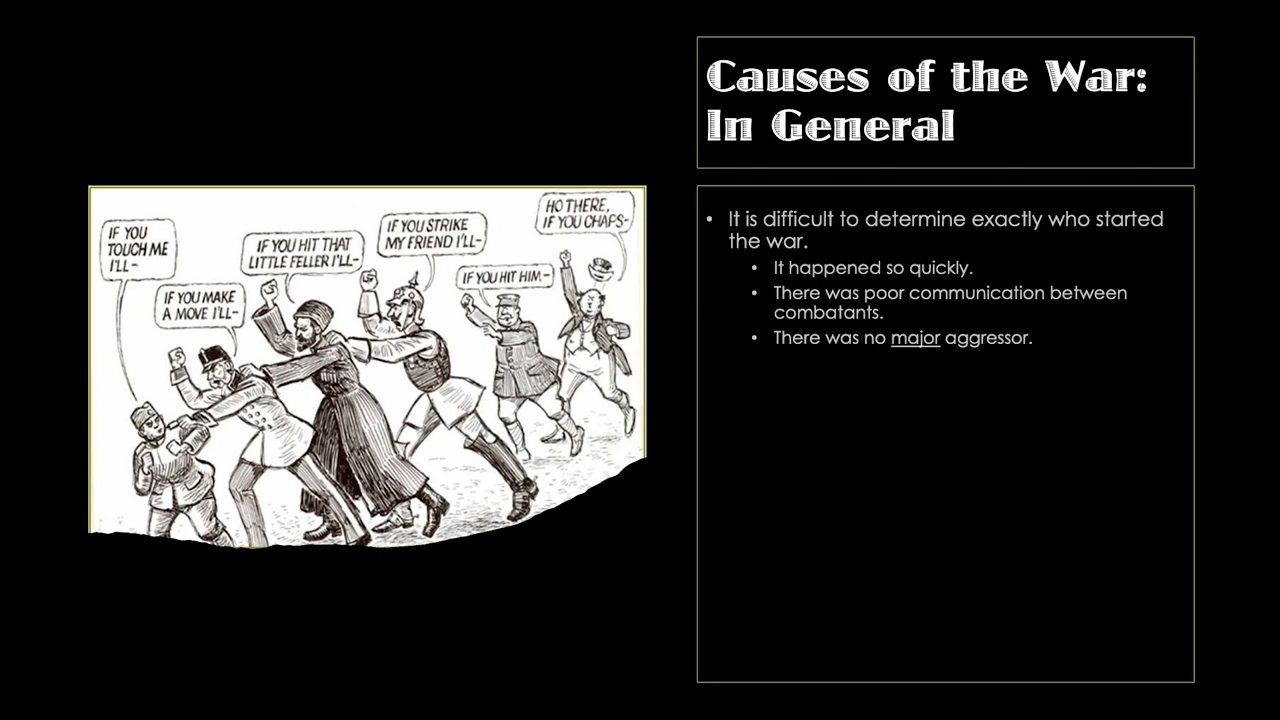 Causes of the War:
In General
IF YOU
TOUCH ME
I'LL-
IF YOU MAKE
A MOVE I'LL-
IF YOU HIT THAT
LITTLE FELLER I'LL-
IF YOU STRIKE
MY FRIEND I'LL-
IF YOU HIT HIM-
HO THERE,
IF YOU CHAPS-
• It is difficult to determine exactly who started
the war.
• It happened so quickly.
• There was poor communication between
combatants.
• There was no major aggressor.